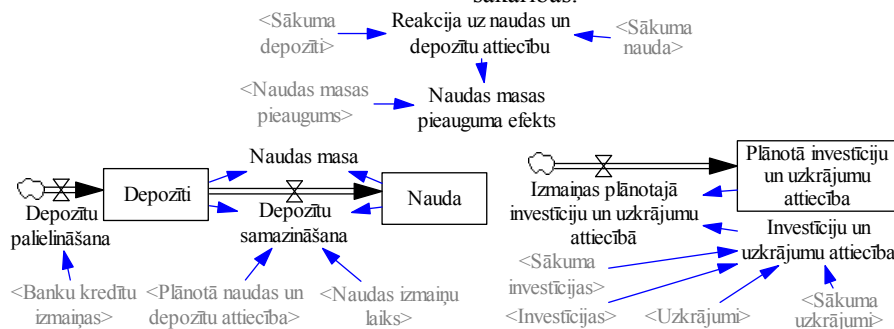 sakarības.
<Sākuma
depozīti>
Reakcija uz naudas un
depozītu attiecību
<Sākuma
nauda>
<Naudas masas
pieaugums>
Naudas masas
pieauguma efekts
Depozītu
palielināšana
Depozīti
Naudas masa
Depozītu
samazināšana
Nauda
<Banku kredītu
izmaiņas>
<Plānotā naudas un
depozītu attiecība>
<Naudas izmaiņu
laiks>
Plānotā investīciju
un uzkrājumu
attiecība
Izmaiņas plānotajā
investīciju un uzkrājumu
attiecībā
Investīciju un
uzkrājumu attiecība
<Sākuma
investīcijas>
<Investīcijas>
<Uzkrājumi>
<Sākuma
uzkrājumi>